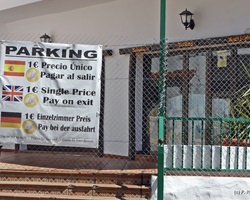 PARKING
1€ Precio Único
Pagar al salir
1€ Single Price
Pay on exit
1€ Einzelzimmer Preis
Pay bei der ausfahrt